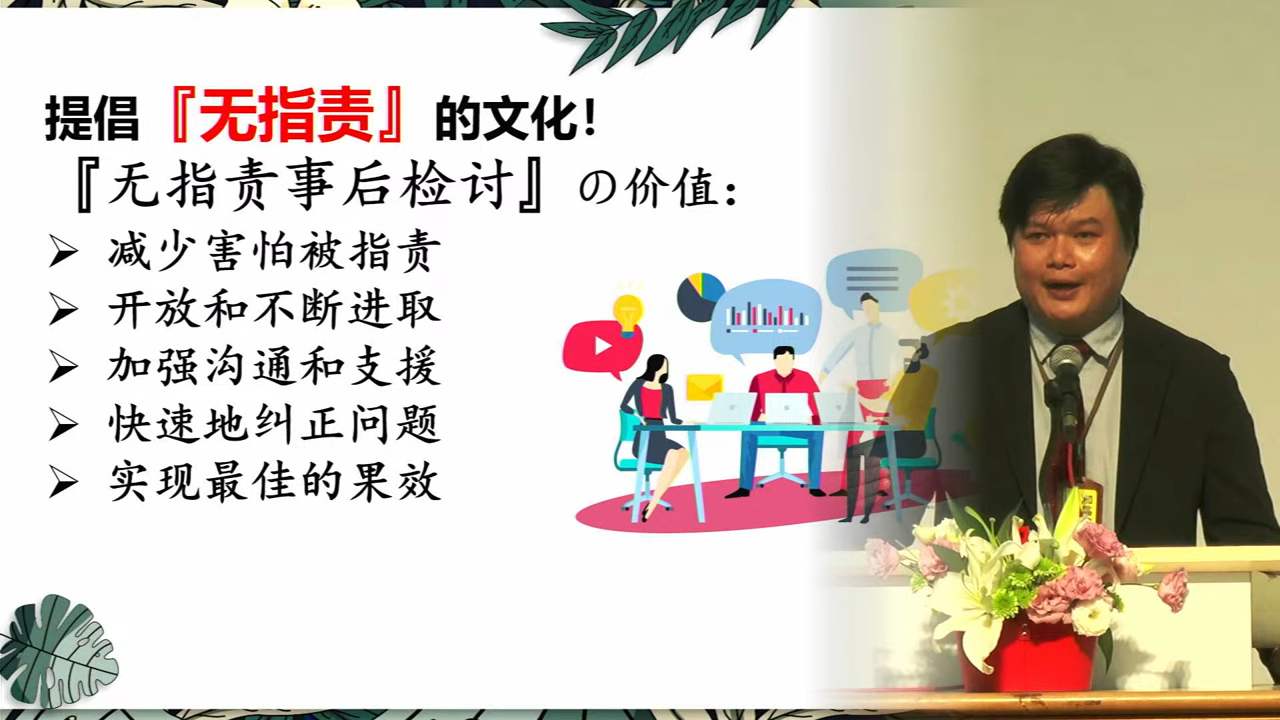 提倡『无指责』的文化！
『无指责事后检讨』の价值：
➢ 减少害怕被指责
➢ 开放和不断进取
➢ 加强沟通和支援
➢ 快速地纠正问题
➢ 实现最佳的果效